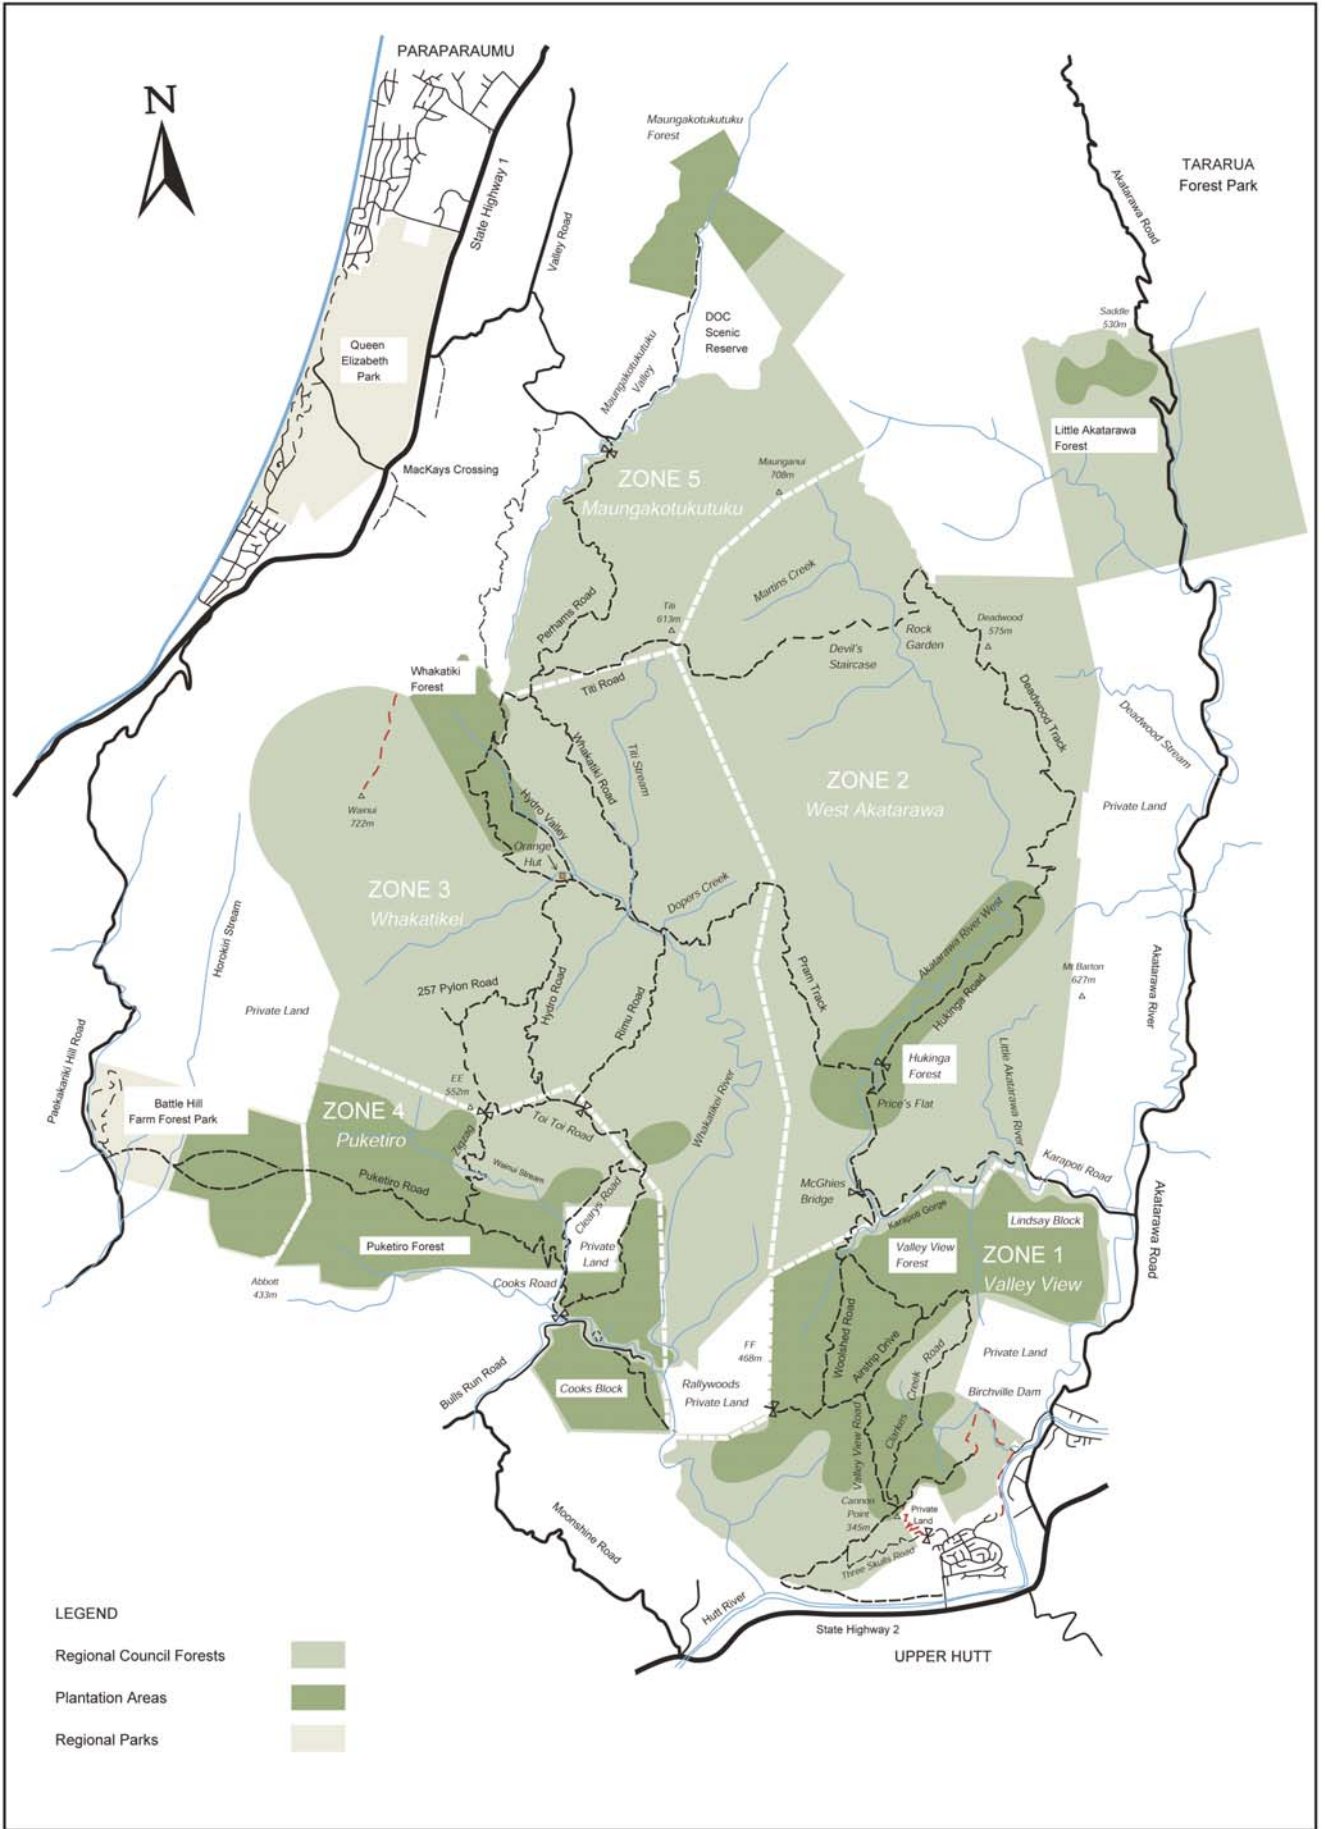 PARAPARAUMU
N
State Highway 1
Valley Road
Maungakotukutuku
Forest
Akatarawa Road
TARARUA
Forest Park
DOC
Scenic
Reserve
Saddle
530m
Queen
Elizabeth
Park
Maungakotukutuku
Valley
Little Akatarawa
Forest
MacKays Crossing
ZONE 5
Maungakotukutuku
Maunganui
708m
Martins Creek
Perhams Road
Titi
613m
Rock
Garden
Deadwood
575m
Devil's
Staircase
Whakatiki
Forest
Titi Road
Deadwood Track
Deadwood Stream
Whakatiki Road
Titi Stream
ZONE 2
West Akatarawa
Private Land
Wainui
722m
Hydro Valley
Orange
Hut
ZONE 3
Whakatikei
Dopers Creek
Horokiri Stream
Akatarawa River West
Mt Barton
627m
Akatarawa River
257 Pylon Road
Pram Track
Hydro Road
Rimu Road
Hukinga Road
Private Land
Paekakariki Hill Road
Little Akatarawa River
Hukinga
Forest
EE
552m
Battle Hill
Farm Forest Park
ZONE 4
Puketiro
Toi Toi Road
Zigzag
Whakatikei River
Price's Flat
Wainui Stream
Puketiro Road
Clearys Road
McGhies
Bridge
Karapoti Road
Karapoti Gorge
Akatarawa Road
Lindsay Block
Puketiro Forest
Private
Land
Valley View
Forest
ZONE 1
Valley View
Abbott
433m
Cooks Road
Woolshed Road
Airstrip Drive
FF
468m
Private Land
Bulls Run Road
Cooks Block
Rallywoods
Private Land
Clarkes Creek Road
Birchville Dam
Valley View Road
Cannon
Point
345m
Private
Land
Moonshine Road
Three Skulls Road
Hutt River
State Highway 2
UPPER HUTT
LEGEND
Regional Council Forests
Plantation Areas
Regional Parks